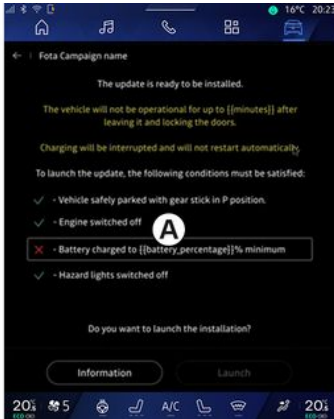 16°C 20:23
Fota Campaign name
The update is ready to be installed.
The vehicle will not be operational for up to [[minutes]] after
leaving it and locking the doors.
Charging will be interrupted and will not restart automatically.
To launch the update, the following conditions must be satisfied:
- Vehicle safely parked with gear stick in P position.
- Engine switched off
A
- Battery charged to [[battery_percentage]]% minimum
- Hazard lights switched off
Do you want to launch the installation?
Information
Launch
20% 5 A/C 20%
ECO